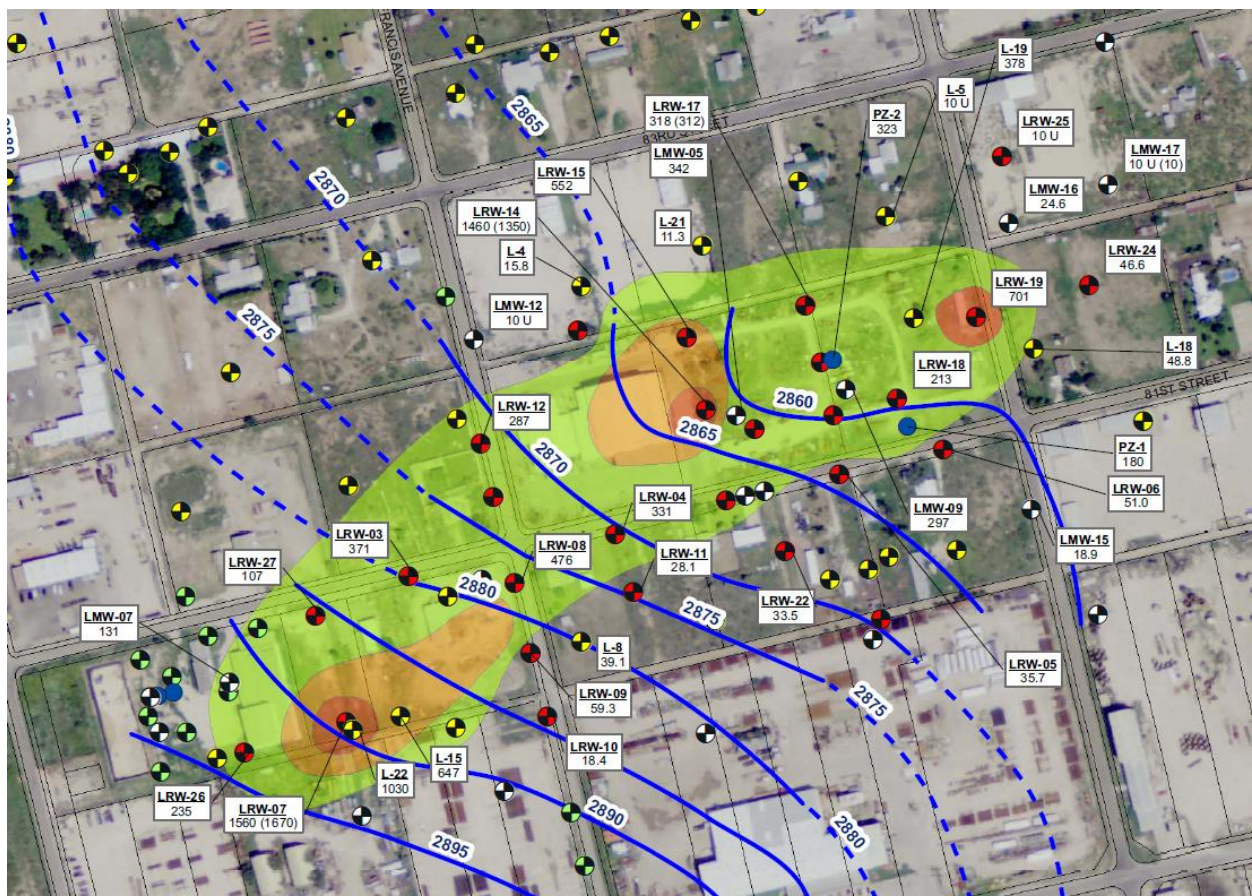 FRANCIS AVENUE
L-19
378
2865
LRW-17
318 (312)
PZ-2
323
L-5
10 U
LRW-25
10 U
83RD STREET
LMW-17
10 U (10)
LMW-05
342
2880
LRW-15
552
2870
LMW-16
24.6
LRW-14
1460 (1350)
L-21
11.3
L-4
15.8
LRW-24
46.6
LRW-19
701
LMW-12
10 U
2875
L-18
48.8
LRW-18
213
81ST STREET
2860
LRW-12
287
2865
2870
PZ-1
180
LRW-06
51.0
LRW-04
331
LMW-09
297
LRW-03
371
LRW-08
476
LMW-15
18.9
LRW-11
28.1
LRW-27
107
2880
LRW-22
33.5
2875
LMW-07
131
L-8
39.1
LRW-05
35.7
LRW-09
59.3
2875
LRW-10
18.4
L-15
647
L-22
1030
LRW-26
235
LRW-07
1560 (1670)
2890
2880
2895